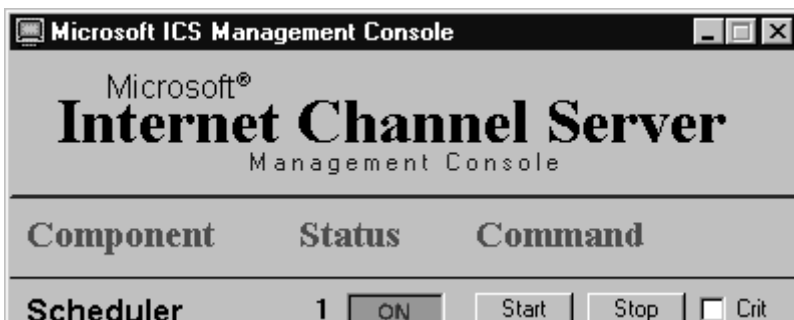 Microsoft ICS Management Console
Microsoft®
Internet Channel Server
Management Console
Component Status Command
Scheduler 1 ON Start Stop Crit